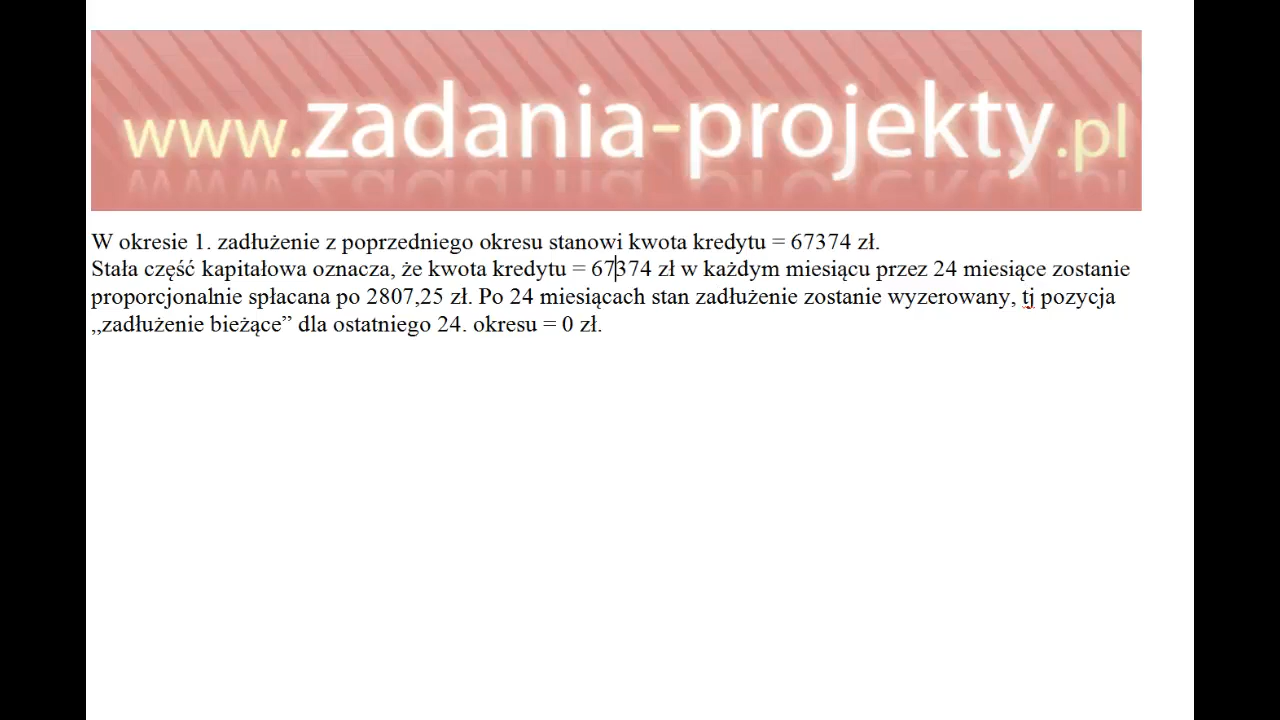 www.zadania-projekty.pl
W okresie 1. zadłużenie z poprzedniego okresu stanowi kwota kredytu = 67374 zł.
Stała część kapitałowa oznacza, że kwota kredytu = 67374 zł w każdym miesiącu przez 24 miesiące zostanie
proporcjonalnie spłacana po 2807,25 zł. Po 24 miesiącach stan zadłużenie zostanie wyzerowany, tj pozycja
„zadłużenie bieżące” dla ostatniego 24. okresu = 0 zł.